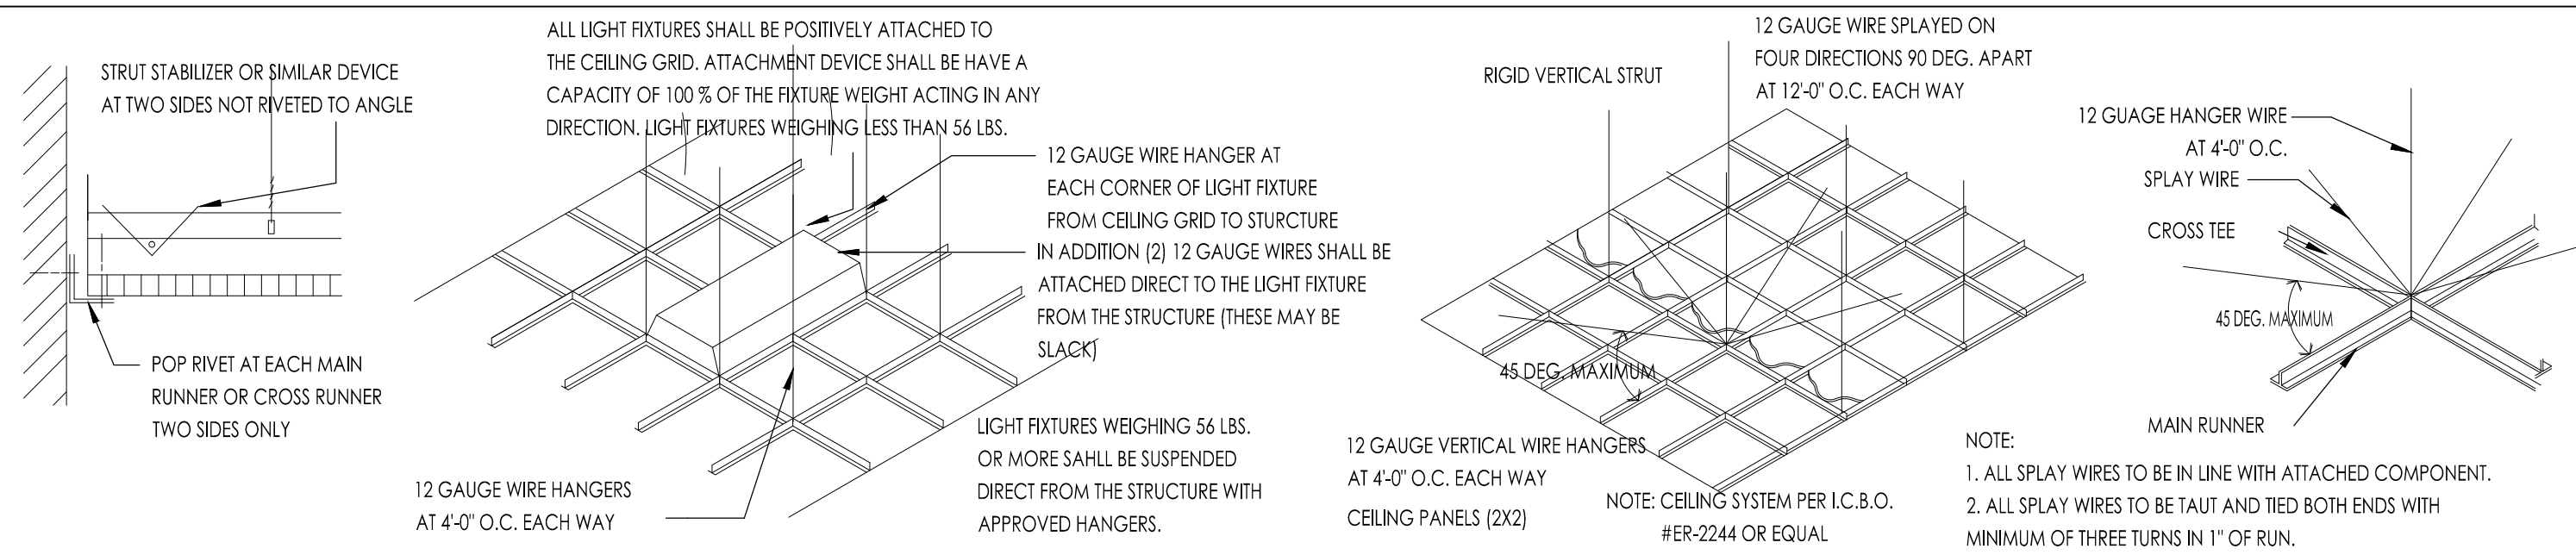 STRUT STABILIZER OR SIMILAR DEVICE
AT TWO SIDES NOT RIVETED TO ANGLE
POP RIVET AT EACH MAIN
RUNNER OR CROSS RUNNER
TWO SIDES ONLY
ALL LIGHT FIXTURES SHALL BE POSITIVELY ATTACHED TO
THE CEILING GRID. ATTACHMENT DEVICE SHALL BE HAVE A
CAPACITY OF 100 % OF THE FIXTURE WEIGHT ACTING IN ANY
DIRECTION. LIGHT FIXTURES WEIGHING LESS THAN 56 LBS.
12 GAUGE WIRE HANGER AT
EACH CORNER OF LIGHT FIXTURE
FROM CEILING GRID TO STURCTURE
IN ADDITION (2) 12 GAUGE WIRES SHALL BE
ATTACHED DIRECT TO THE LIGHT FIXTURE
FROM THE STRUCTURE (THESE MAY BE
SLACK)
12 GAUGE WIRE HANGERS
AT 4'-0" O.C. EACH WAY
LIGHT FIXTURES WEIGHING 56 LBS.
OR MORE SAHLL BE SUSPENDED
DIRECT FROM THE STRUCTURE WITH
APPROVED HANGERS.
RIGID VERTICAL STRUT
12 GAUGE WIRE SPLAYED ON
FOUR DIRECTIONS 90 DEG. APART
AT 12'-0" O.C. EACH WAY
45 DEG. MAXIMUM
12 GAUGE VERTICAL WIRE HANGERS
AT 4'-0" O.C. EACH WAY
CEILING PANELS (2X2)
NOTE: CEILING SYSTEM PER I.C.B.O.
#ER-2244 OR EQUAL
12 GUAGE HANGER WIRE
AT 4'-0" O.C.
SPLAY WIRE
CROSS TEE
45 DEG. MAXIMUM
MAIN RUNNER
NOTE:
1. ALL SPLAY WIRES TO BE IN LINE WITH ATTACHED COMPONENT.
2. ALL SPLAY WIRES TO BE TAUT AND TIED BOTH ENDS WITH
MINIMUM OF THREE TURNS IN 1" OF RUN.